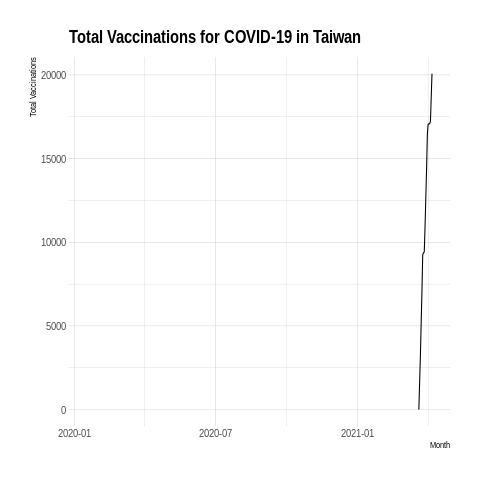 Total Vaccinations for COVID-19 in Taiwan
Total Vaccinations
20000
15000
10000
5000
0
2020-01
2020-07
2021-01
Month